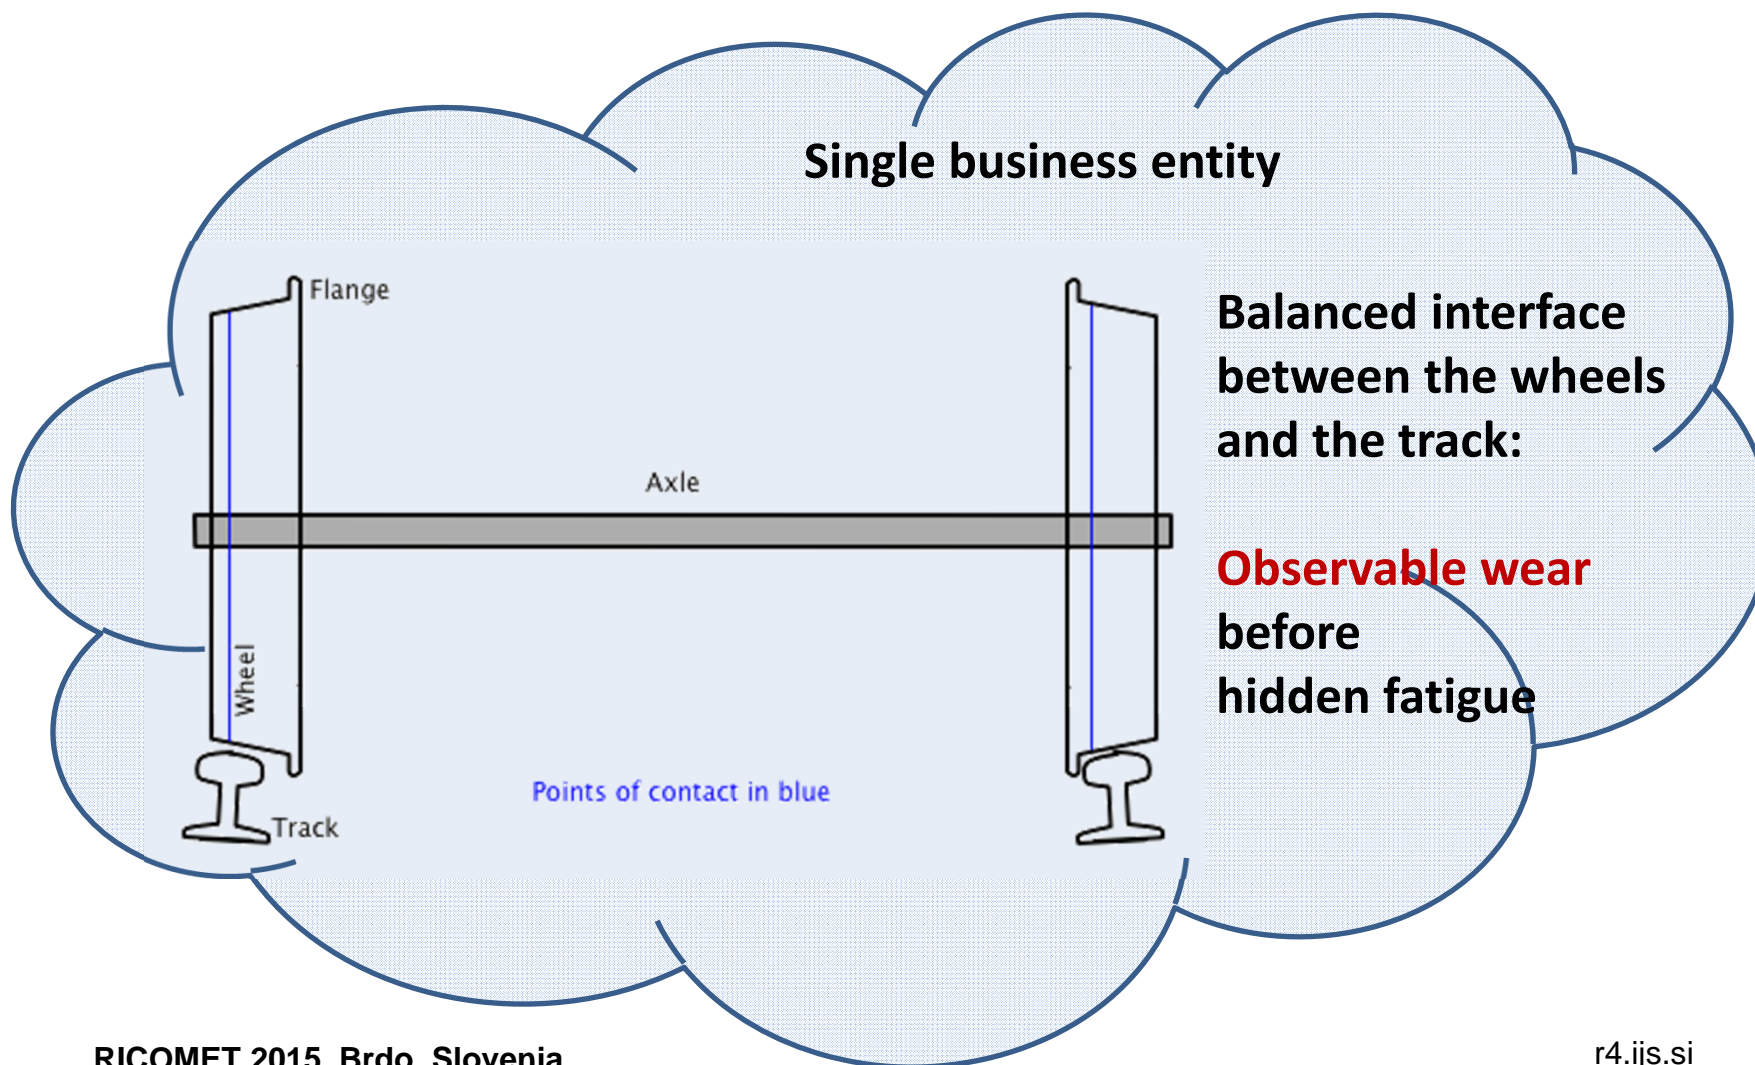 Single business entity
Flange
Balanced interface
between the wheels
and the track:
Axle
Observable wear
before
hidden fatigue
Wheel
Points of contact in blue
Track
RICOMET 2015, Brdo, Slovenia
r4.ijs.si